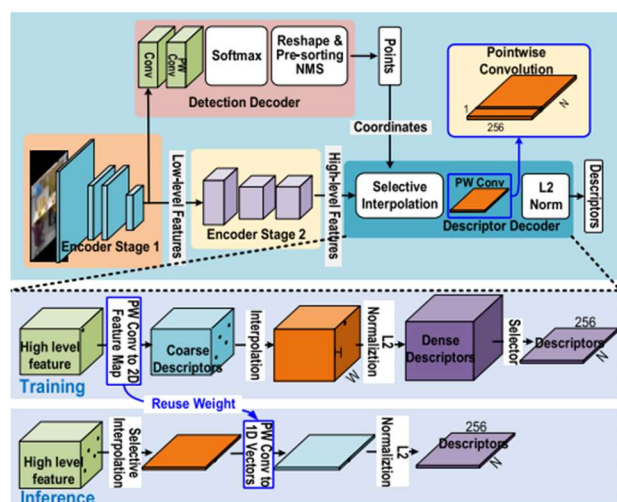 Conv
PW Conv
Softmax
Reshape &
Pre-sorting
NMS
Points
Detection Decoder
Pointwise
Convolution
1
256
N
Coordinates
Low-level Features
High-level Features
Encoder Stage 1
Encoder Stage 2
Selective
Interpolation
PW Conv
L2
Norm
Descriptor Decoder
Descriptors
High level
feature
Training
PW Conv to 2D
Feature Map
Coarse
Descriptors
Interpolation
H
W
L2
Normaliztion
Dense
Descriptors
Selector
256
Descriptors
N
Reuse Weight
High level
feature
Inference
Selective
Interpolation
PW Conv to
1D Vectors
L2
Normaliztion
256
Descriptors
N